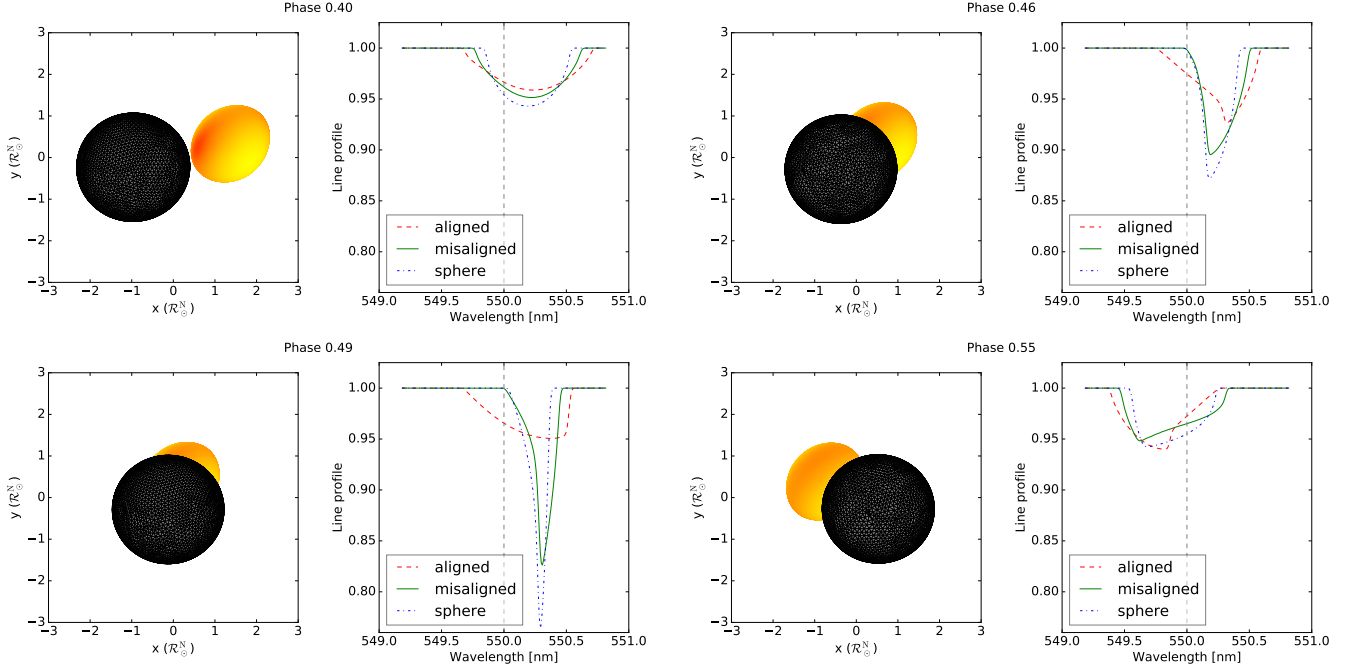 Phase 0.40
3
2
1
0
−1
−2
−3
y (ℛ☉ᴺ)
−3 −2 −1 0 1 2 3
x (ℛ☉ᴺ)
1.00
0.95
0.90
0.85
0.80
Line profile
aligned
misaligned
sphere
549.0 549.5 550.0 550.5 551.0
Wavelength [nm]
Phase 0.46
3
2
1
0
−1
−2
−3
y (ℛ☉ᴺ)
−3 −2 −1 0 1 2 3
x (ℛ☉ᴺ)
1.00
0.95
0.90
0.85
0.80
Line profile
aligned
misaligned
sphere
549.0 549.5 550.0 550.5 551.0
Wavelength [nm]
Phase 0.49
3
2
1
0
−1
−2
−3
y (ℛ☉ᴺ)
−3 −2 −1 0 1 2 3
x (ℛ☉ᴺ)
1.00
0.95
0.90
0.85
0.80
Line profile
aligned
misaligned
sphere
549.0 549.5 550.0 550.5 551.0
Wavelength [nm]
Phase 0.55
3
2
1
0
−1
−2
−3
y (ℛ☉ᴺ)
−3 −2 −1 0 1 2 3
x (ℛ☉ᴺ)
1.00
0.95
0.90
0.85
0.80
Line profile
aligned
misaligned
sphere
549.0 549.5 550.0 550.5 551.0
Wavelength [nm]